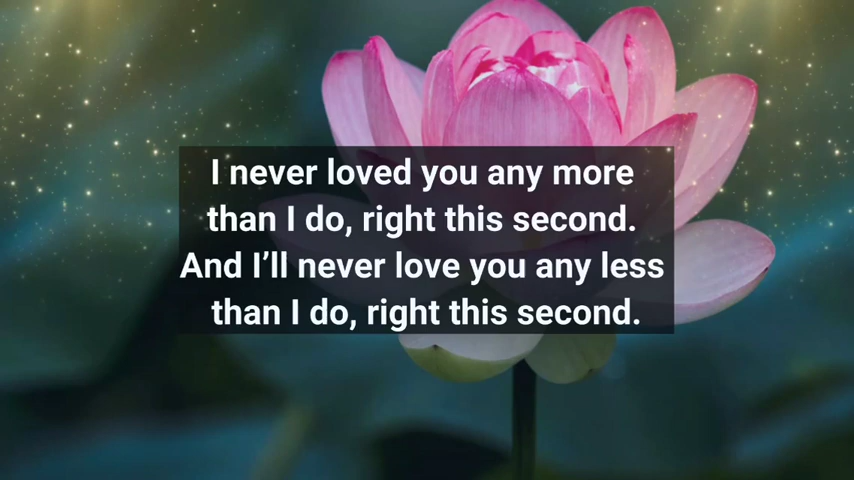 I never loved you any more
than I do, right this second.
And I’ll never love you any less
than I do, right this second.